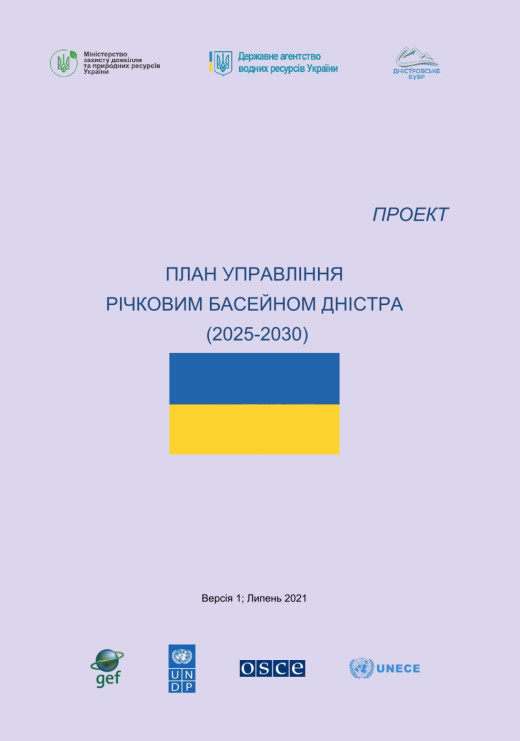 Міністерство
захисту довкілля
та природних ресурсів
України
Державне агентство
водних ресурсів України
ДНІСТРОВСЬКЕ
БУВР
ПРОЕКТ
ПЛАН УПРАВЛІННЯ
РІЧКОВИМ БАСЕЙНОМ ДНІСТРА
(2025-2030)
Версія 1; Липень 2021
gef
U N
D P
OSCE
UNECE